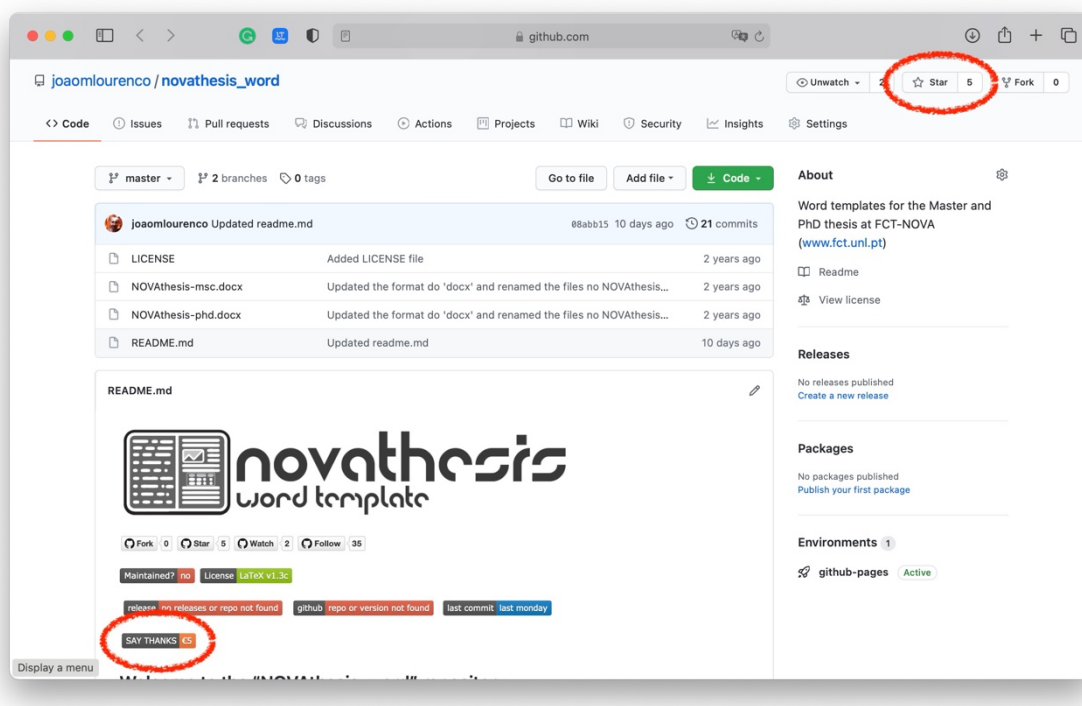 github.com
joaomlourenco / novathesis_word
Unwatch 2 Star 5 Fork 0
Code Issues Pull requests Discussions Actions Projects Wiki Security Insights Settings
master 2 branches 0 tags Go to file Add file Code
joaomlourenco Updated readme.md 08abb15 10 days ago 21 commits
LICENSE Added LICENSE file 2 years ago
NOVAthesis-msc.docx Updated the format do 'docx' and renamed the files no NOVAthesis... 2 years ago
NOVAthesis-phd.docx Updated the format do 'docx' and renamed the files no NOVAthesis... 2 years ago
README.md Updated readme.md 10 days ago
README.md
novathesis
word template
Fork 0 Star 5 Watch 2 Follow 35
Maintained? no License LaTeX v1.3c
release no releases or repo not found github repo or version not found last commit last monday
SAY THANKS €5
Display a menu
Welcome to the "NOVAthesis_word"
About
Word templates for the Master and
PhD thesis at FCT-NOVA
(www.fct.unl.pt)
Readme
View license
Releases
No releases published
Create a new release
Packages
No packages published
Publish your first package
Environments 1
github-pages Active